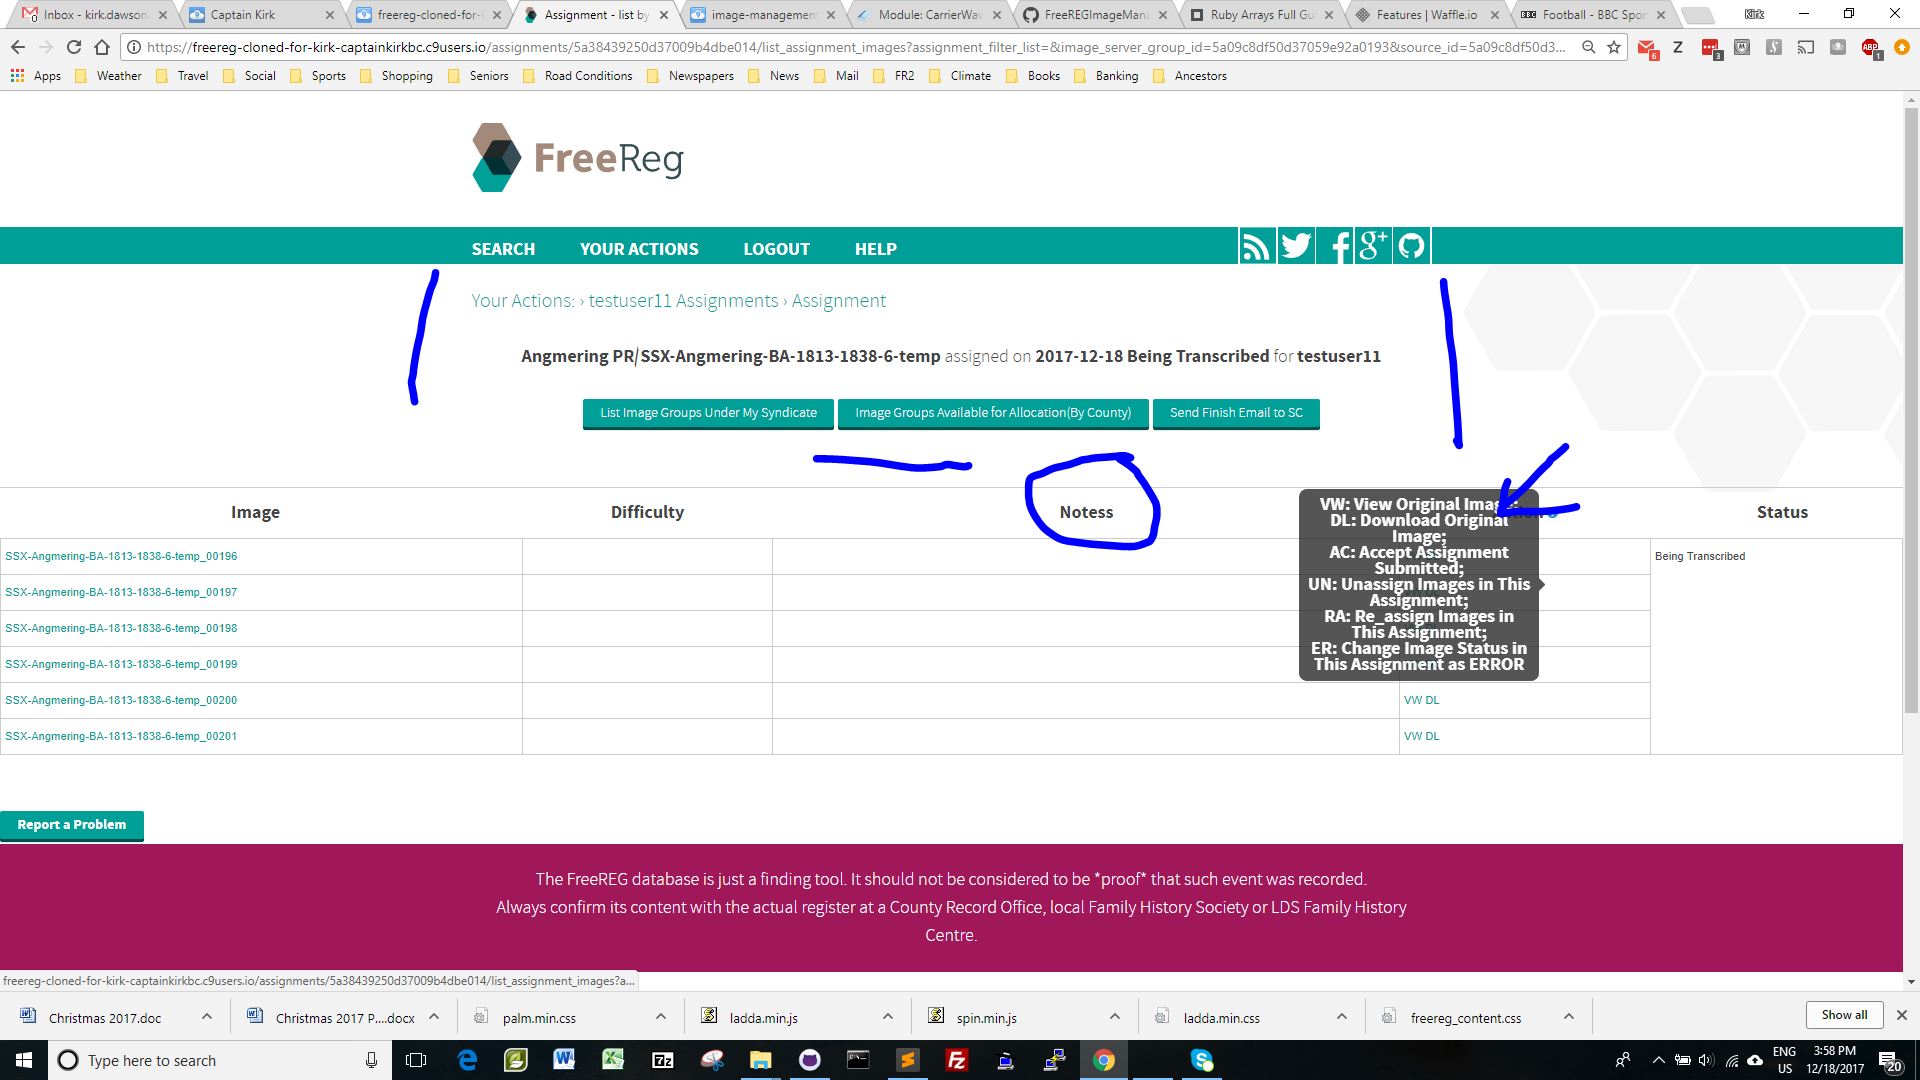 Inbox - kirk.dawson
Captain Kirk
freereg-cloned-for-k
Assignment - list by
image-management
Module: CarrierWav
FreeREGImageMana
Ruby Arrays Full Gu
Features | Waffle.io
Football - BBC Spor
Kirk
https://freereg-cloned-for-kirk-captainkirkbc.c9users.io/assignments/5a38439250d37009b4dbe014/list_assignment_images?assignment_filter_list=&image_server_group_id=5a09c8df50d37059e92a0193&source_id=5a09c8df50d3...
Apps Weather Travel Social Sports Shopping Seniors Road Conditions Newspapers News Mail FR2 Climate Books Banking Ancestors
FreeReg
SEARCH YOUR ACTIONS LOGOUT HELP
Your Actions: › testuser11 Assignments › Assignment
Angmering PR/SSX-Angmering-BA-1813-1838-6-temp assigned on 2017-12-18 Being Transcribed for testuser11
List Image Groups Under My Syndicate
Image Groups Available for Allocation(By County)
Send Finish Email to SC
Image Difficulty Notess Status
VW: View Original Image;
DL: Download Original
Image;
AC: Accept Assignment
Submitted;
UN: Unassign Images in This
Assignment;
RA: Re_assign Images in
This Assignment;
ER: Change Image Status in
This Assignment as ERROR
SSX-Angmering-BA-1813-1838-6-temp_00196 Being Transcribed
SSX-Angmering-BA-1813-1838-6-temp_00197
SSX-Angmering-BA-1813-1838-6-temp_00198
SSX-Angmering-BA-1813-1838-6-temp_00199
SSX-Angmering-BA-1813-1838-6-temp_00200 VW DL
SSX-Angmering-BA-1813-1838-6-temp_00201 VW DL
Report a Problem
The FreeREG database is just a finding tool. It should not be considered to be *proof* that such event was recorded.
Always confirm its content with the actual register at a County Record Office, local Family History Society or LDS Family History
Centre.
freereg-cloned-for-kirk-captainkirkbc.c9users.io/assignments/5a38439250d37009b4dbe014/list_assignment_images?a...
Christmas 2017.doc
Christmas 2017 P....docx
palm.min.css
ladda.min.js
spin.min.js
ladda.min.css
freereg_content.css
Show all
Type here to search
ENG
US
3:58 PM
12/18/2017
20